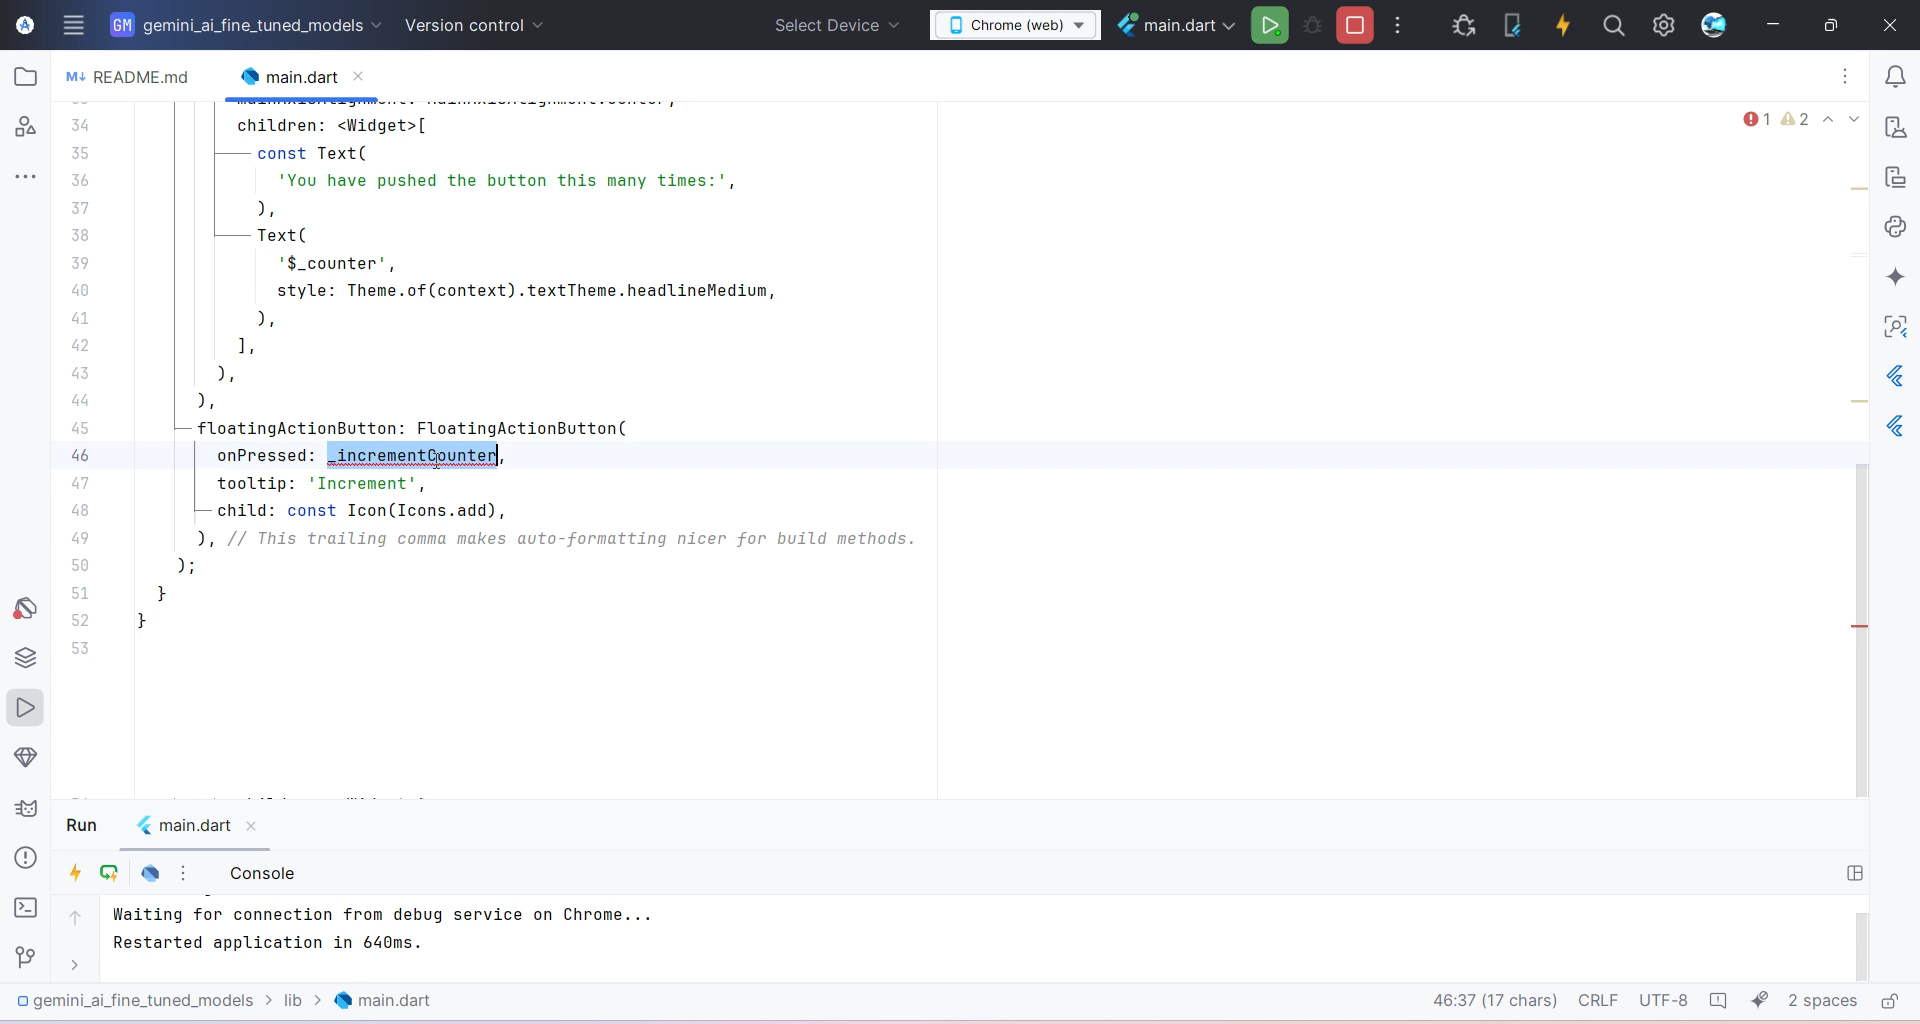 GM gemini_ai_fine_tuned_models Version control Select Device Chrome (web) main.dart
M↓ README.md main.dart
34 children: <Widget>[
35 const Text(
36 'You have pushed the button this many times:',
37 ),
38 Text(
39 '$_counter',
40 style: Theme.of(context).textTheme.headlineMedium,
41 ),
42 ],
43 ),
44 ),
45 floatingActionButton: FloatingActionButton(
46 onPressed: _incrementCounter,
47 tooltip: 'Increment',
48 child: const Icon(Icons.add),
49 ), // This trailing comma makes auto-formatting nicer for build methods.
50 );
51 }
52 }
53
1 2
Run main.dart
Console
Waiting for connection from debug service on Chrome...
Restarted application in 640ms.
gemini_ai_fine_tuned_models > lib > main.dart 46:37 (17 chars) CRLF UTF-8 2 spaces